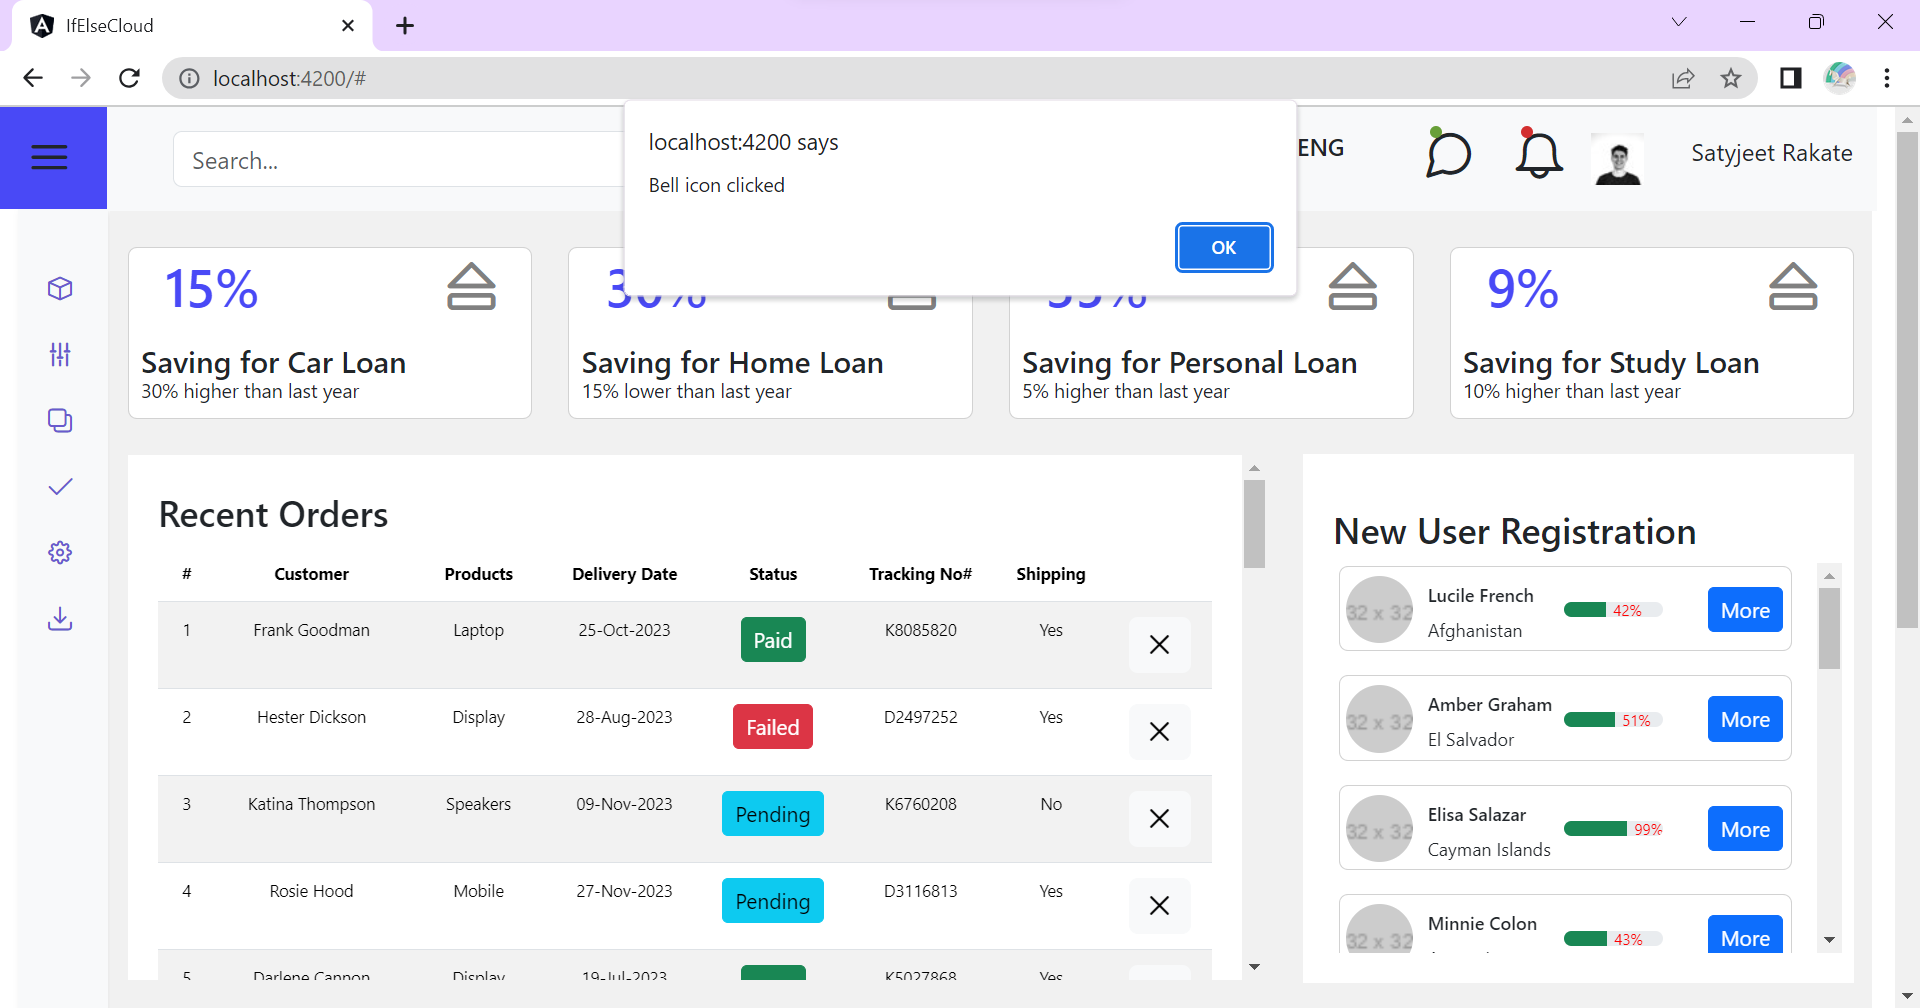 IfElseCloud
localhost:4200/#
localhost:4200 says
Bell icon clicked
OK
Search...
ENG
Satyjeet Rakate
15%
Saving for Car Loan
30% higher than last year
Saving for Home Loan
15% lower than last year
Saving for Personal Loan
5% higher than last year
9%
Saving for Study Loan
10% higher than last year
Recent Orders
# Customer Products Delivery Date Status Tracking No# Shipping
1 Frank Goodman Laptop 25-Oct-2023 Paid K8085820 Yes
2 Hester Dickson Display 28-Aug-2023 Failed D2497252 Yes
3 Katina Thompson Speakers 09-Nov-2023 Pending K6760208 No
4 Rosie Hood Mobile 27-Nov-2023 Pending D3116813 Yes
5 Darlene Cannon Display 19-Jul-2023 K5027868 Yes
New User Registration
32 x 32
Lucile French
Afghanistan
42%
More
32 x 32
Amber Graham
El Salvador
51%
More
32 x 32
Elisa Salazar
Cayman Islands
99%
More
32 x 32
Minnie Colon
43%
More